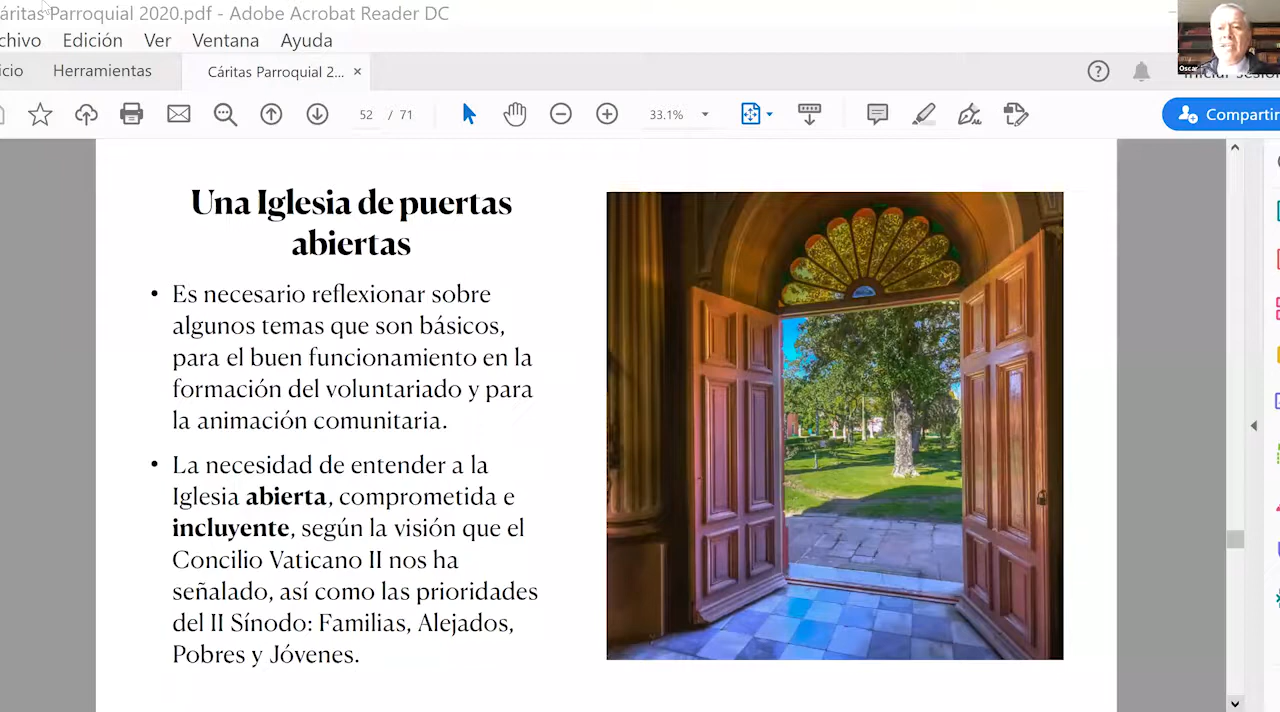 áritas Parroquial 2020.pdf - Adobe Acrobat Reader DC
chivo Edición Ver Ventana Ayuda
cio Herramientas Cáritas Parroquial 2... ×
Oscar
52 / 71 33.1% Compartir
Una Iglesia de puertas
abiertas
• Es necesario reflexionar sobre
algunos temas que son básicos,
para el buen funcionamiento en la
formación del voluntariado y para
la animación comunitaria.
• La necesidad de entender a la
Iglesia abierta, comprometida e
incluyente, según la visión que el
Concilio Vaticano II nos ha
señalado, así como las prioridades
del II Sínodo: Familias, Alejados,
Pobres y Jóvenes.